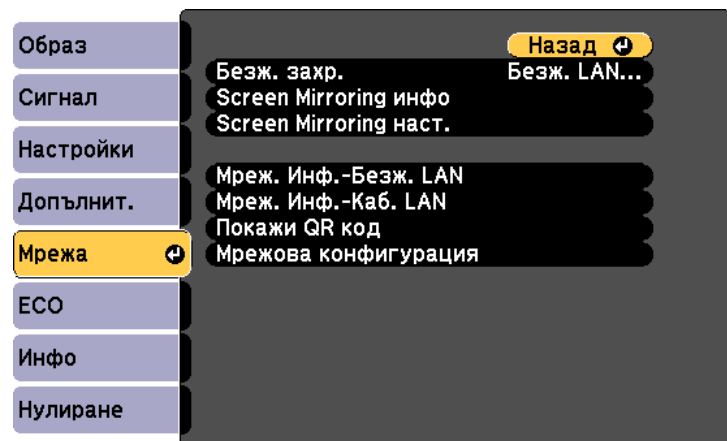 Образ
Сигнал
Настройки
Допълнит.
Мрежа
ECO
Инфо
Нулиране
Назад
Безж. захр. Безж. LAN...
Screen Mirroring инфо
Screen Mirroring наст.
Мреж. Инф.-Безж. LAN
Мреж. Инф.-Каб. LAN
Покажи QR код
Мрежова конфигурация